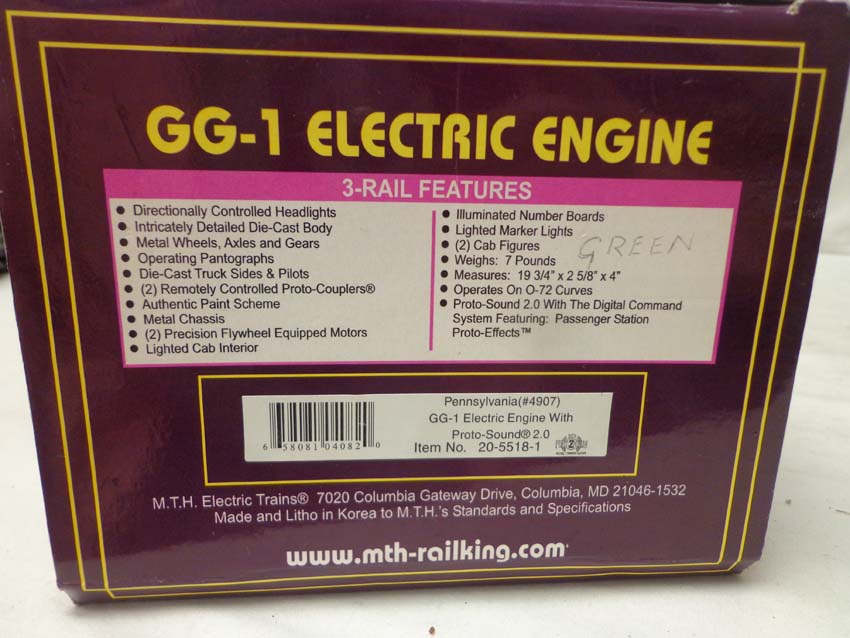 GG-1 ELECTRIC ENGINE
3-RAIL FEATURES
• Directionally Controlled Headlights
• Intricately Detailed Die-Cast Body
• Metal Wheels, Axles and Gears
• Operating Pantographs
• Die-Cast Truck Sides & Pilots
• (2) Remotely Controlled Proto-Couplers®
• Authentic Paint Scheme
• Metal Chassis
• (2) Precision Flywheel Equipped Motors
• Lighted Cab Interior
• Illuminated Number Boards
• Lighted Marker Lights
• (2) Cab Figures
GREEN
• Weighs: 7 Pounds
• Measures: 19 3/4" x 2 5/8" x 4"
• Operates On O-72 Curves
• Proto-Sound 2.0 With The Digital Command
System Featuring: Passenger Station
Proto-Effects™
6 58081 04082 0
Pennsylvania(#4907)
GG-1 Electric Engine With
Proto-Sound® 2.0
Item No. 20-5518-1
M.T.H. Electric Trains® 7020 Columbia Gateway Drive, Columbia, MD 21046-1532
Made and Litho in Korea to M.T.H.'s Standards and Specifications
www.mth-railking.com